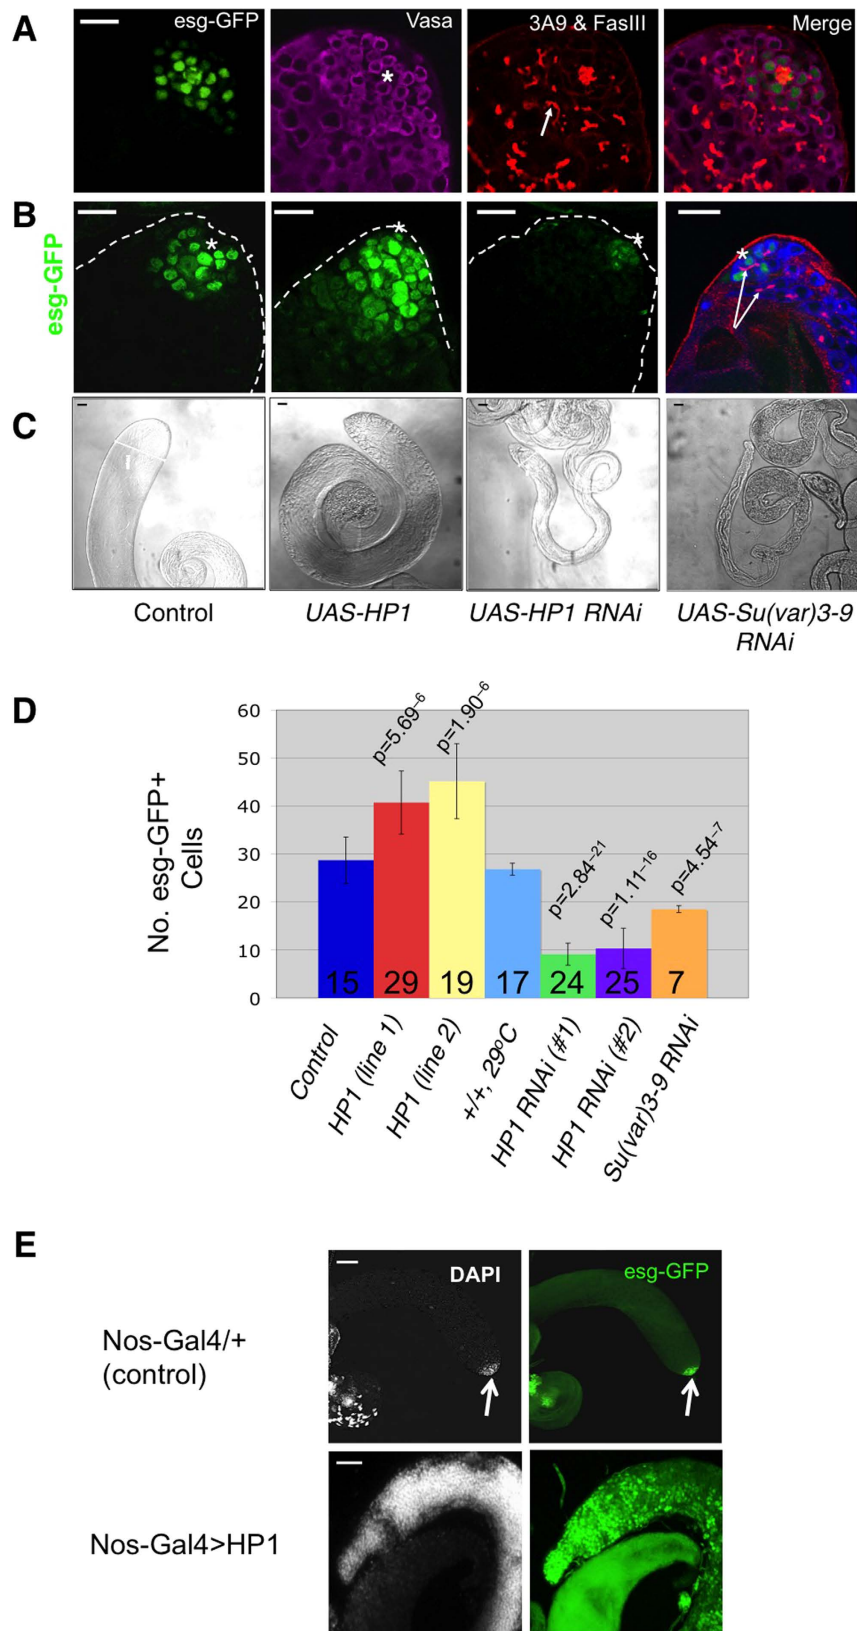 A
esg-GFP
Vasa
*
3A9 & FasIII
Merge
B
esg-GFP
*
*
*
*
C
Control
UAS-HP1
UAS-HP1 RNAi
UAS-Su(var)3-9
RNAi
D
No. esg-GFP+
Cells
60
50
40
30
20
10
0
p=5.69⁻⁶
p=1.90⁻⁶
p=2.84⁻²¹
p=1.11⁻¹⁶
p=4.54⁻⁷
15
29
19
17
24
25
7
Control
HP1 (line 1)
HP1 (line 2)
+/+, 29ºC
HP1 RNAi (#1)
HP1 RNAi (#2)
Su(var)3-9 RNAi
E
DAPI
esg-GFP
Nos-Gal4/+
(control)
Nos-Gal4>HP1